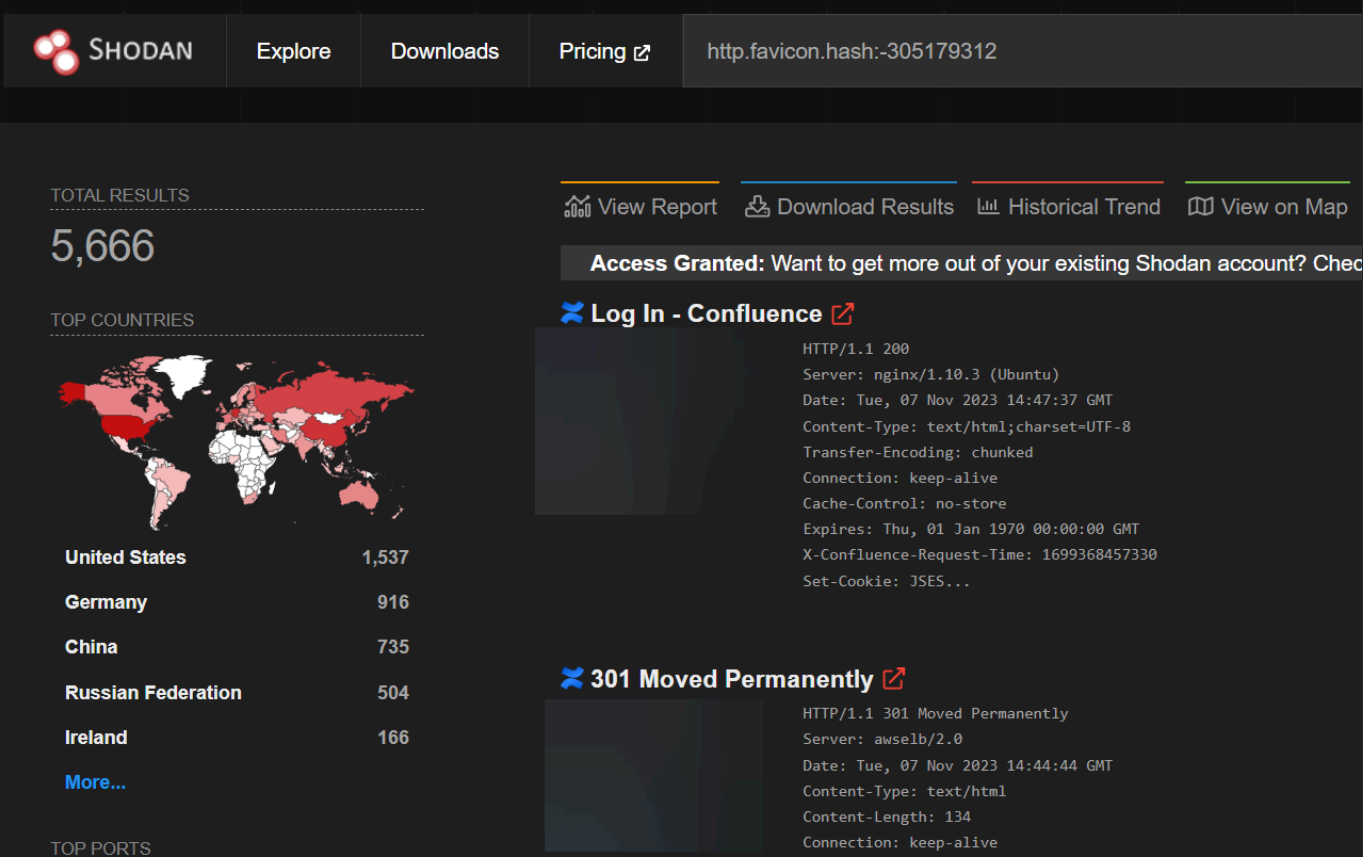 SHODAN Explore Downloads Pricing http.favicon.hash:-305179312
TOTAL RESULTS
5,666
TOP COUNTRIES
United States 1,537
Germany 916
China 735
Russian Federation 504
Ireland 166
More...
TOP PORTS
View Report Download Results Historical Trend View on Map
Access Granted: Want to get more out of your existing Shodan account? Chec
Log In - Confluence
HTTP/1.1 200
Server: nginx/1.10.3 (Ubuntu)
Date: Tue, 07 Nov 2023 14:47:37 GMT
Content-Type: text/html;charset=UTF-8
Transfer-Encoding: chunked
Connection: keep-alive
Cache-Control: no-store
Expires: Thu, 01 Jan 1970 00:00:00 GMT
X-Confluence-Request-Time: 1699368457330
Set-Cookie: JSES...
301 Moved Permanently
HTTP/1.1 301 Moved Permanently
Server: awselb/2.0
Date: Tue, 07 Nov 2023 14:44:44 GMT
Content-Type: text/html
Content-Length: 134
Connection: keep-alive